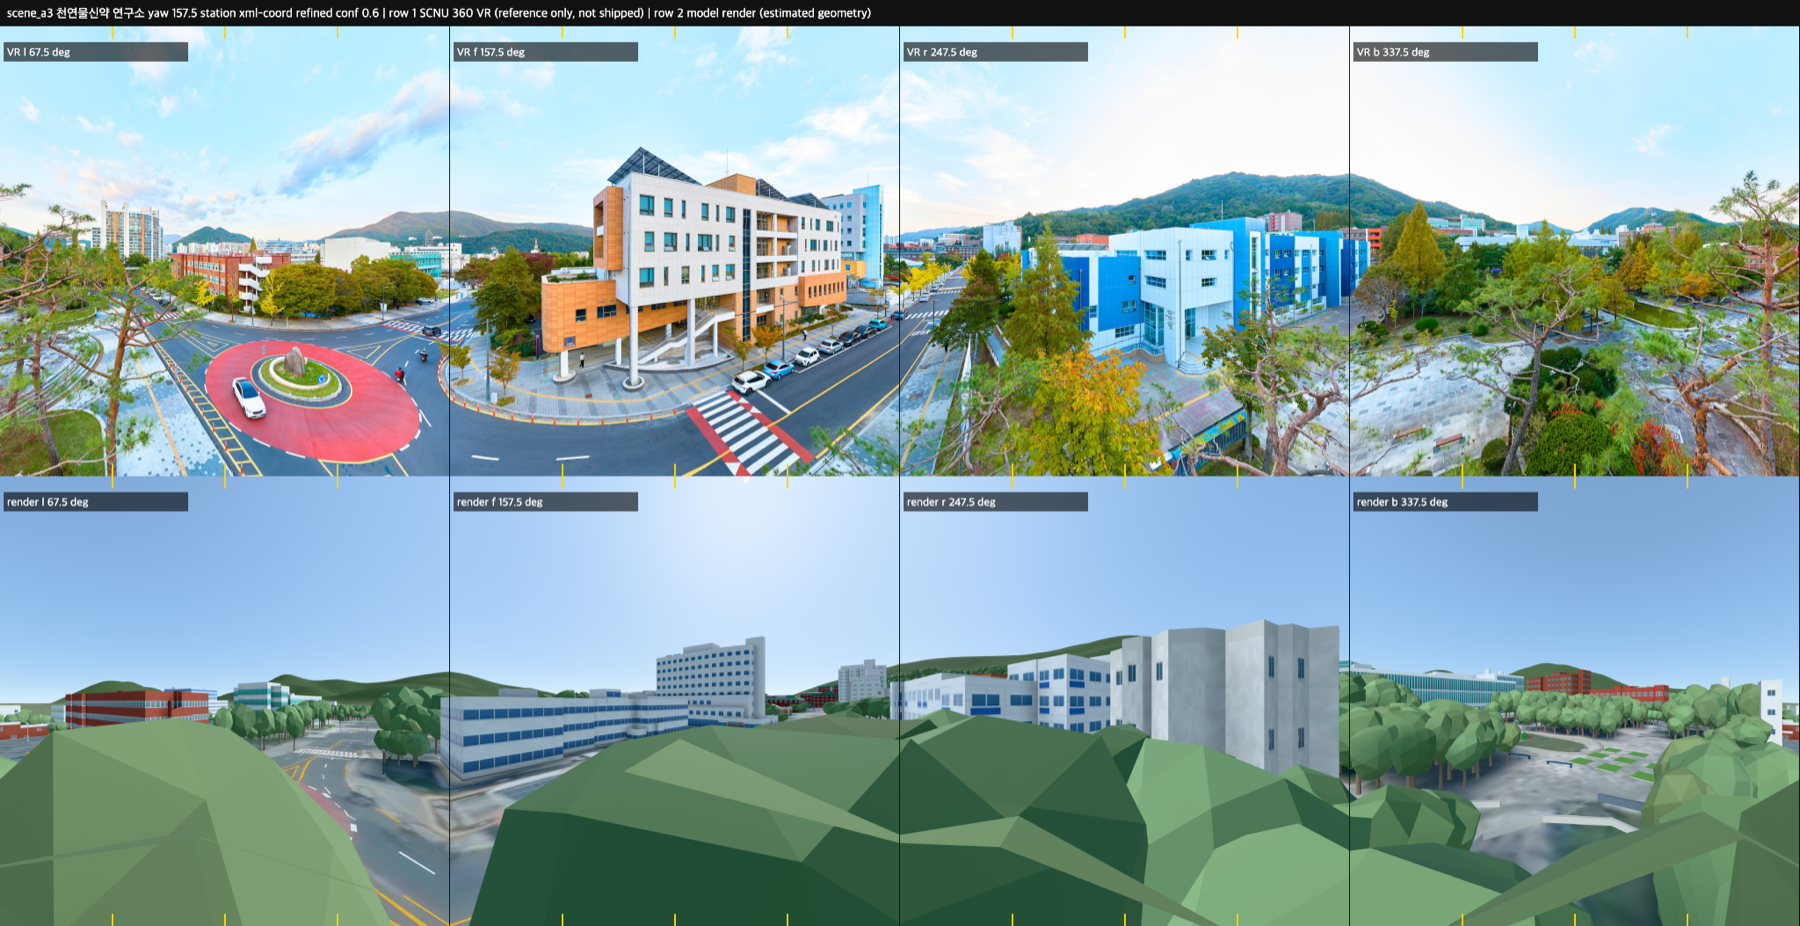 scene_a3 천연물신약 연구소 yaw 157.5 station xml-coord refined conf 0.6 | row 1 SCNU 360 VR (reference only, not shipped) | row 2 model render (estimated geometry)
VR l 67.5 deg
VR f 157.5 deg
VR r 247.5 deg
VR b 337.5 deg
render l 67.5 deg
render f 157.5 deg
render r 247.5 deg
render b 337.5 deg